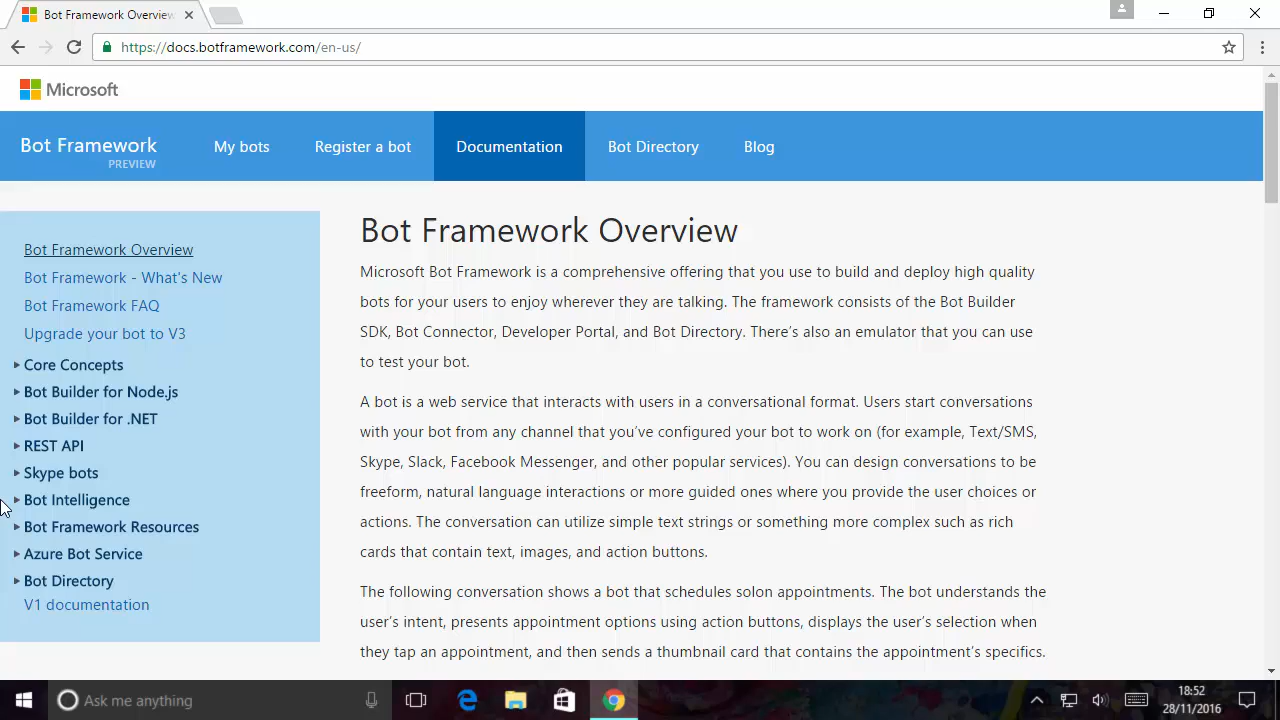 Bot Framework Overview
https://docs.botframework.com/en-us/
Microsoft
Bot Framework
PREVIEW
My bots
Register a bot
Documentation
Bot Directory
Blog
Bot Framework Overview
Bot Framework - What's New
Bot Framework FAQ
Upgrade your bot to V3
Core Concepts
Bot Builder for Node.js
Bot Builder for .NET
REST API
Skype bots
Bot Intelligence
Bot Framework Resources
Azure Bot Service
Bot Directory
V1 documentation
Bot Framework Overview
Microsoft Bot Framework is a comprehensive offering that you use to build and deploy high quality
bots for your users to enjoy wherever they are talking. The framework consists of the Bot Builder
SDK, Bot Connector, Developer Portal, and Bot Directory. There's also an emulator that you can use
to test your bot.
A bot is a web service that interacts with users in a conversational format. Users start conversations
with your bot from any channel that you've configured your bot to work on (for example, Text/SMS,
Skype, Slack, Facebook Messenger, and other popular services). You can design conversations to be
freeform, natural language interactions or more guided ones where you provide the user choices or
actions. The conversation can utilize simple text strings or something more complex such as rich
cards that contain text, images, and action buttons.
The following conversation shows a bot that schedules solon appointments. The bot understands the
user's intent, presents appointment options using action buttons, displays the user's selection when
they tap an appointment, and then sends a thumbnail card that contains the appointment's specifics.
Ask me anything
18:52
28/11/2016